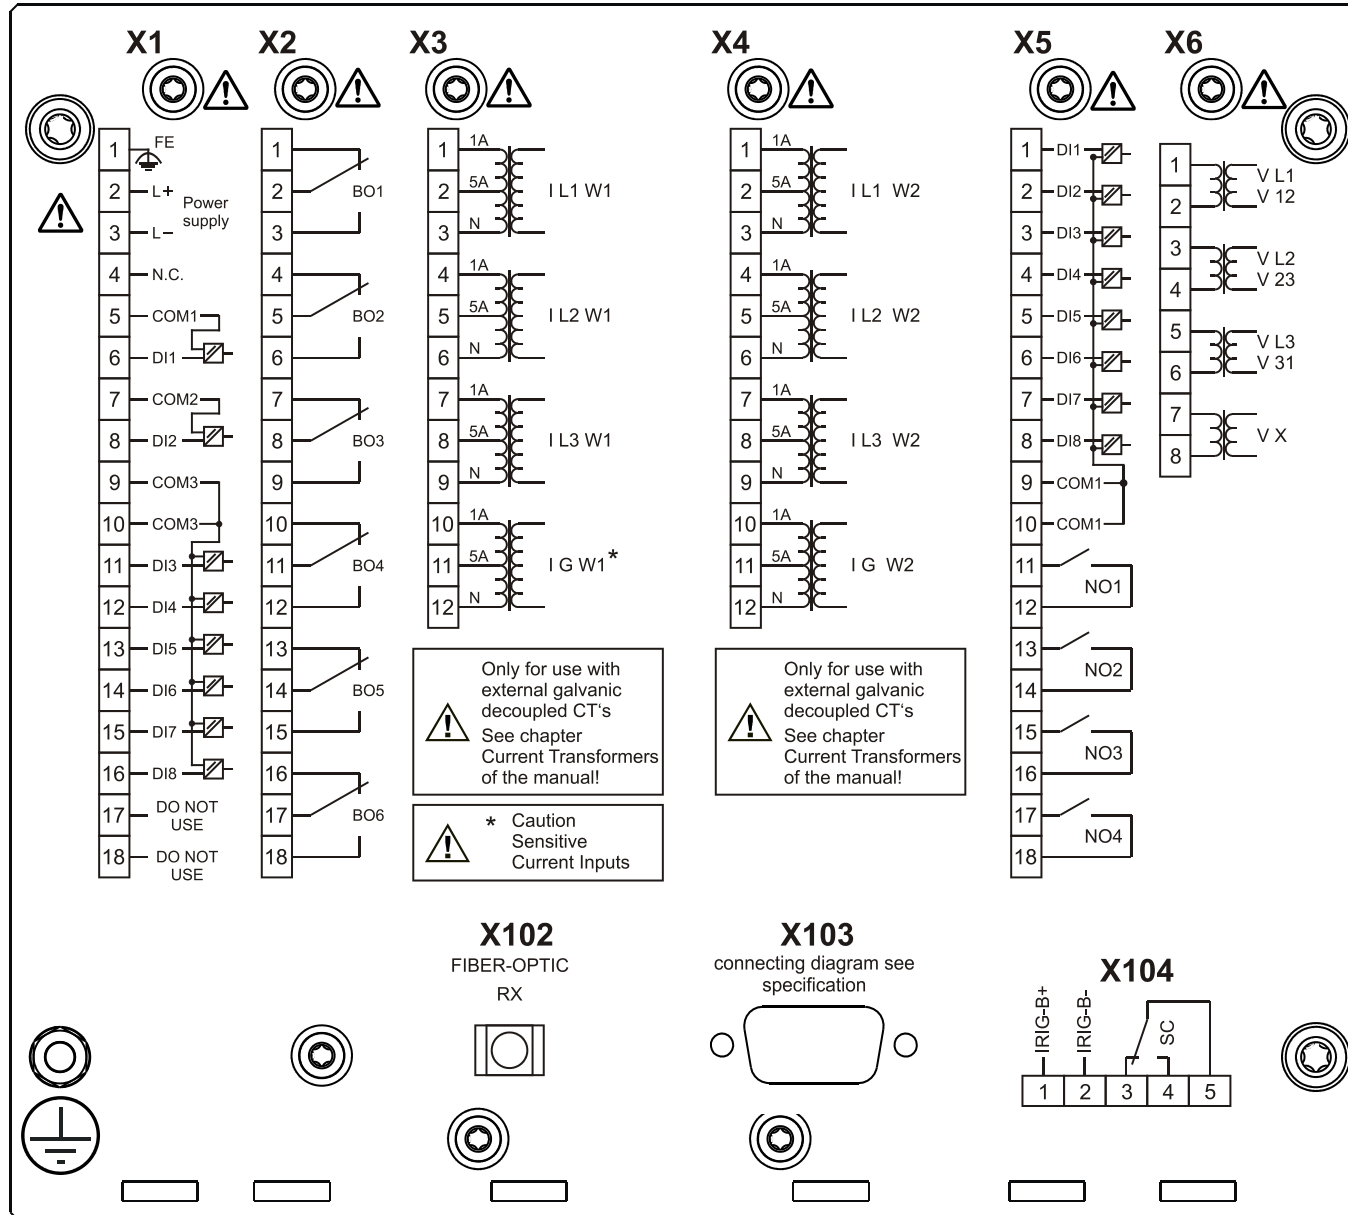 X1
X2
X3
X4
X5
X6
1
FE
2
L+
Power
supply
3
L–
4
N.C.
5
COM1
6
DI1
7
COM2
8
DI2
9
COM3
10
COM3
11
DI3
12
DI4
13
DI5
14
DI6
15
DI7
16
DI8
17
DO NOT
USE
18
DO NOT
USE
1
2
BO1
3
4
5
BO2
6
7
8
BO3
9
10
11
BO4
12
13
14
BO5
15
16
17
BO6
18
1
1A
2
5A
I L1 W1
3
N
4
1A
5
5A
I L2 W1
6
N
7
1A
8
5A
I L3 W1
9
N
10
1A
11
5A
I G W1*
12
N
Only for use with
external galvanic
decoupled CT‘s
See chapter
Current Transformers
of the manual!
* Caution
Sensitive
Current Inputs
1
1A
2
5A
I L1 W2
3
N
4
1A
5
5A
I L2 W2
6
N
7
1A
8
5A
I L3 W2
9
N
10
1A
11
5A
I G W2
12
N
Only for use with
external galvanic
decoupled CT‘s
See chapter
Current Transformers
of the manual!
1
DI1
2
DI2
3
DI3
4
DI4
5
DI5
6
DI6
7
DI7
8
DI8
9
COM1
10
COM1
11
NO1
12
13
NO2
14
15
NO3
16
17
NO4
18
1
V L1
2
V 12
3
V L2
4
V 23
5
V L3
6
V 31
7
V X
8
X102
FIBER-OPTIC
RX
X103
connecting diagram see
specification
X104
IRIG-B+
IRIG-B-
SC
1
2
3
4
5